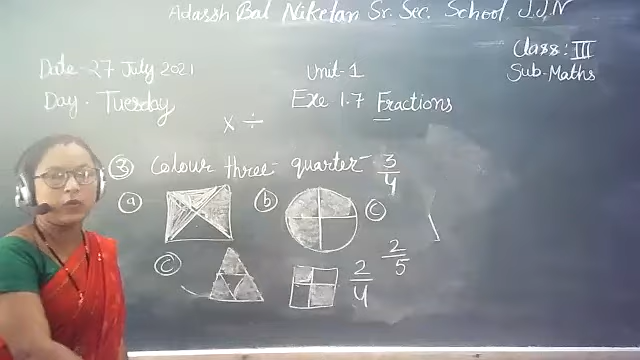 Adarsh Bal Niketan Sr. Sec. School J.J.N
Class: III
Date- 27 July 2021 Unit-1 Sub-Maths
Day. Tuesday Exe 1.7 Fractions
× ÷
③ Colour three-quarter- 3/4
ⓐ ⓑ ⓒ
2/5
ⓒ 2/4